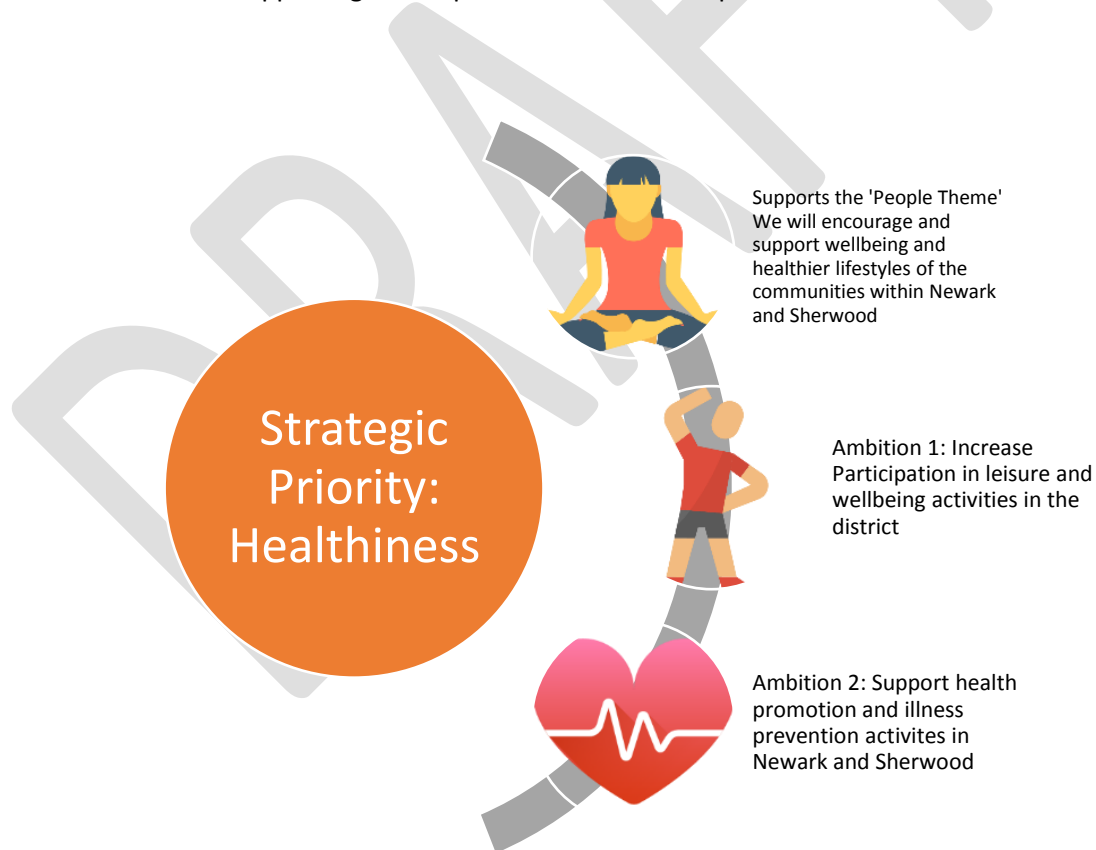 Strategic
Priority:
Healthiness
Supports the 'People Theme'
We will encourage and
support wellbeing and
healthier lifestyles of the
communities within Newark
and Sherwood
Ambition 1: Increase
Participation in leisure and
wellbeing activities in the
district
Ambition 2: Support health
promotion and illness
prevention activites in
Newark and Sherwood